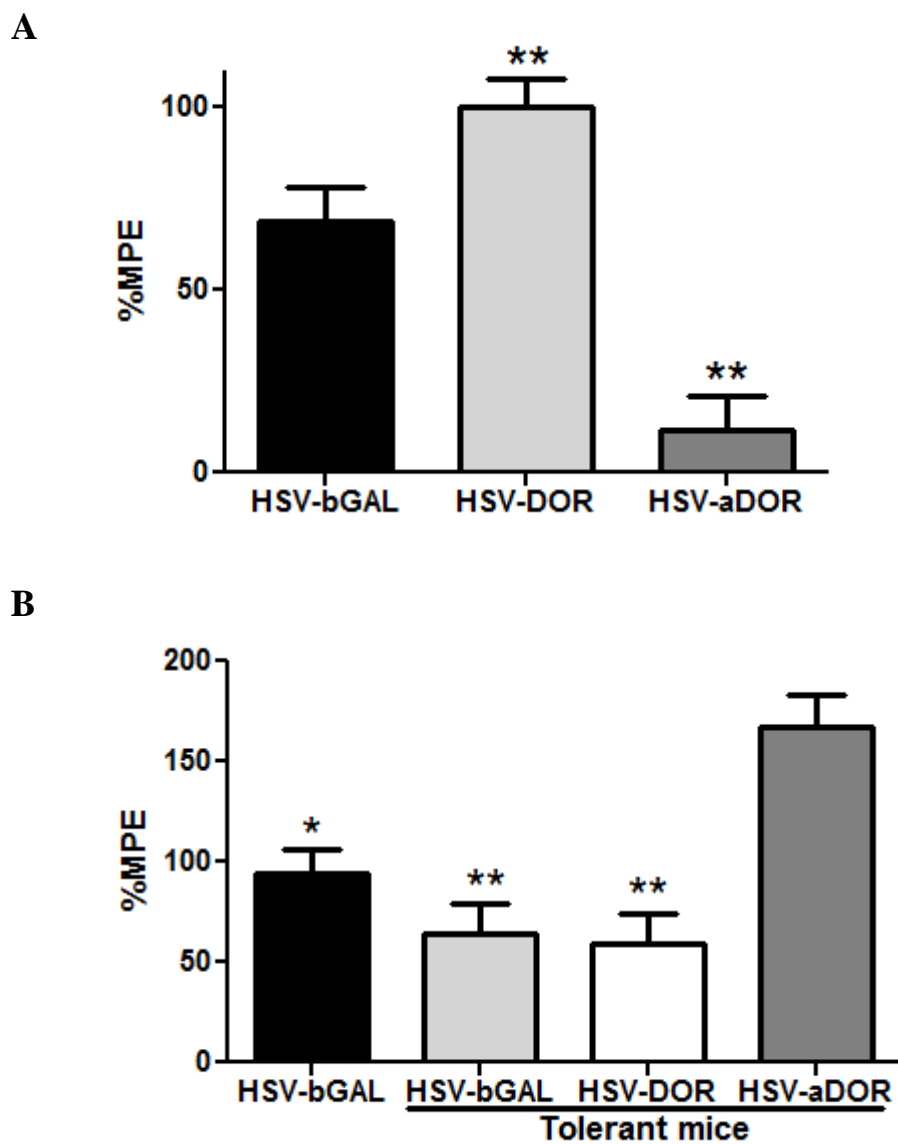 A
**
100
**
%MPE
50
0
HSV-bGAL HSV-DOR HSV-aDOR
B
200
150
%MPE
*
100
**
**
50
0
HSV-bGAL HSV-bGAL HSV-DOR HSV-aDOR
Tolerant mice